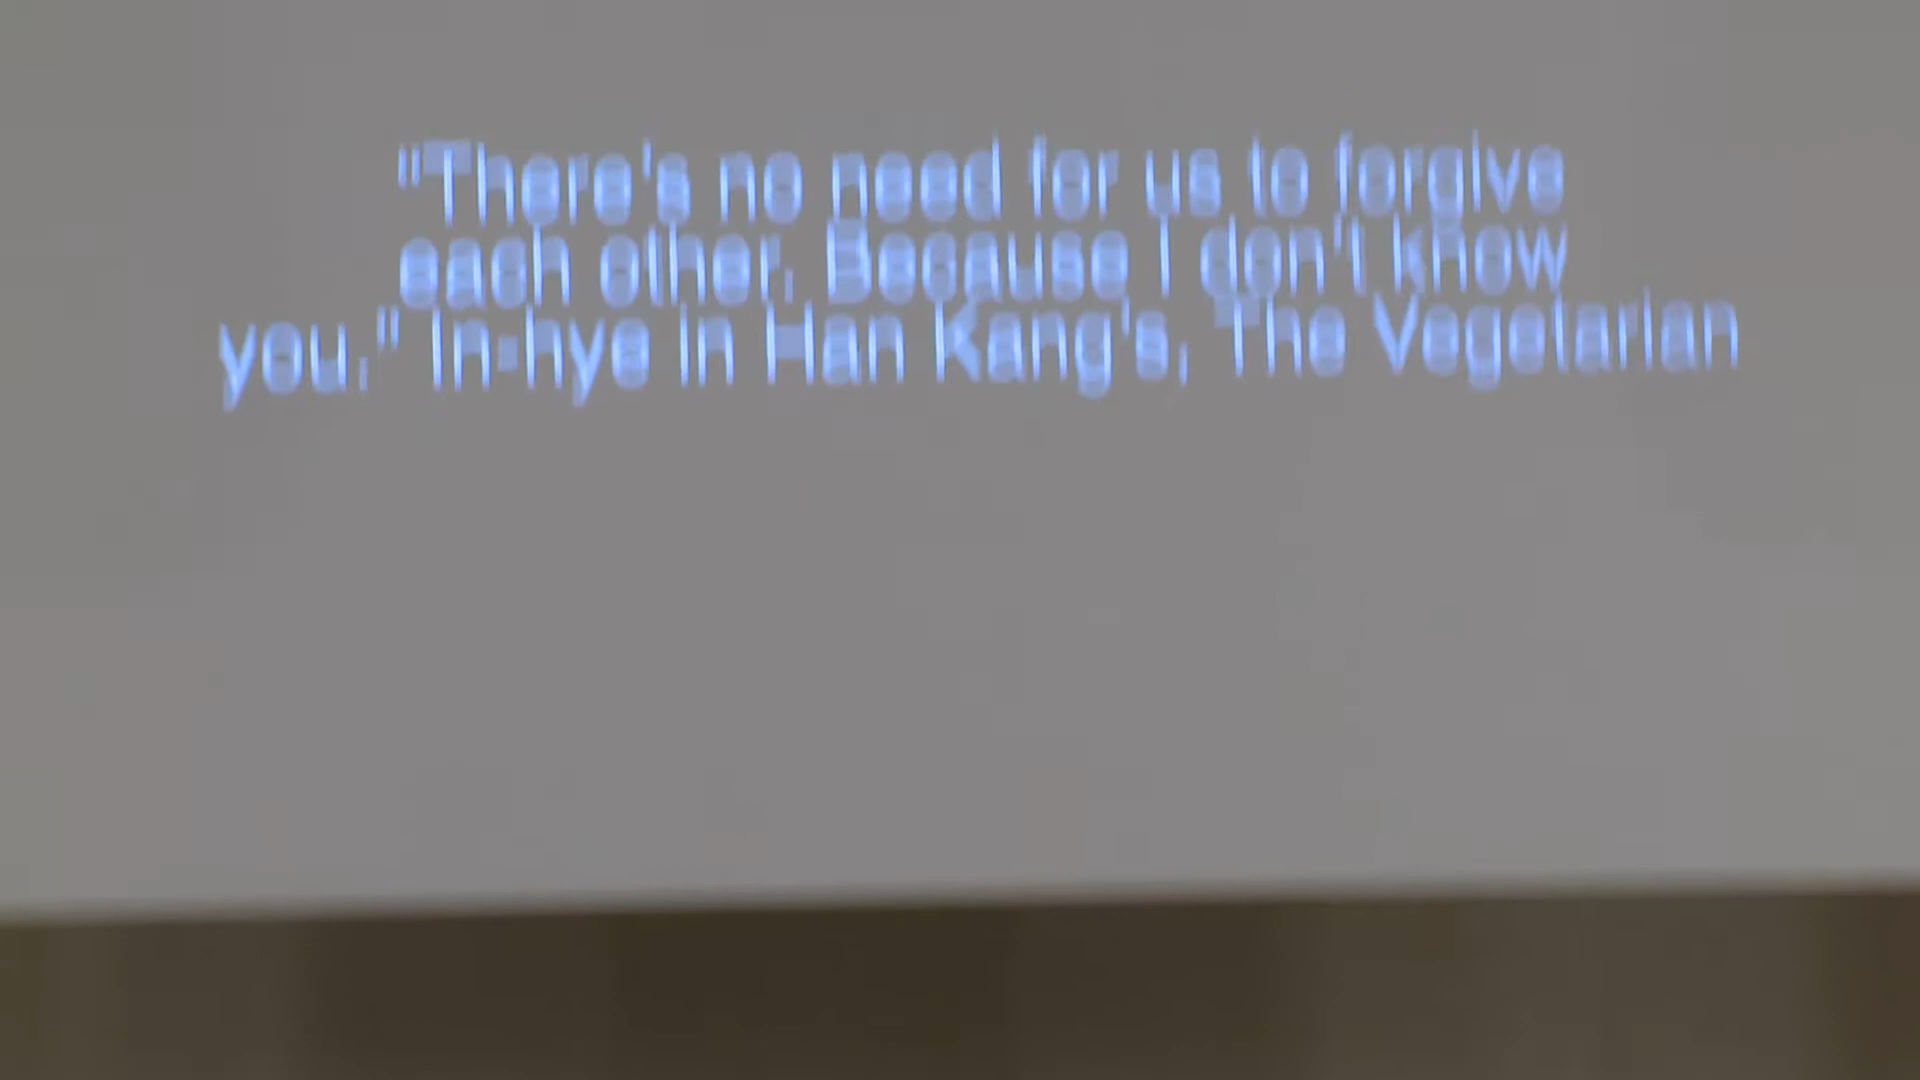 "There's no need for us to forgive
each other. Because I don't know
you." In-hye in Han Kang's, The Vegetarian